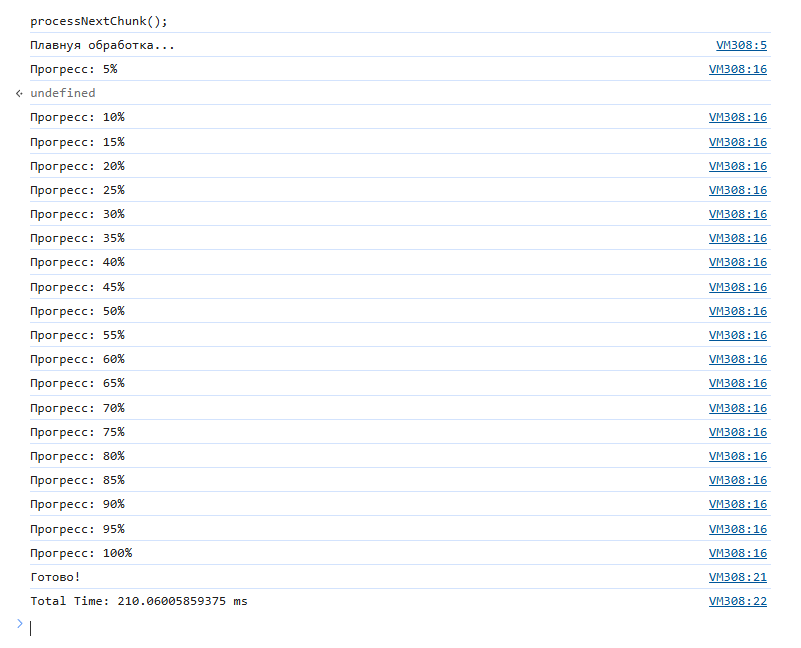 processNextChunk();
Плавнуя обработка... VM308:5
Прогресс: 5% VM308:16
undefined
Прогресс: 10% VM308:16
Прогресс: 15% VM308:16
Прогресс: 20% VM308:16
Прогресс: 25% VM308:16
Прогресс: 30% VM308:16
Прогресс: 35% VM308:16
Прогресс: 40% VM308:16
Прогресс: 45% VM308:16
Прогресс: 50% VM308:16
Прогресс: 55% VM308:16
Прогресс: 60% VM308:16
Прогресс: 65% VM308:16
Прогресс: 70% VM308:16
Прогресс: 75% VM308:16
Прогресс: 80% VM308:16
Прогресс: 85% VM308:16
Прогресс: 90% VM308:16
Прогресс: 95% VM308:16
Прогресс: 100% VM308:16
Готово! VM308:21
Total Time: 210.06005859375 ms VM308:22